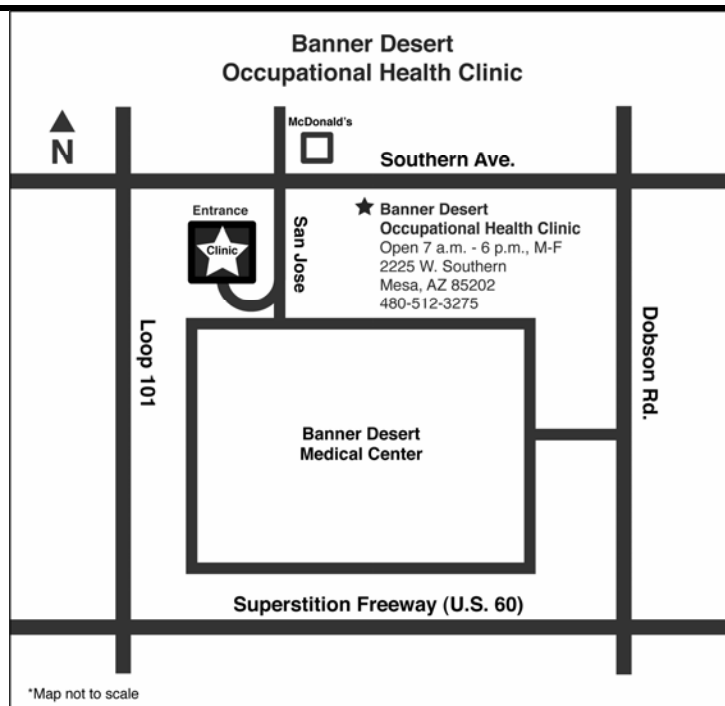 Banner Desert
Occupational Health Clinic
N
McDonald's
Southern Ave.
Entrance
Clinic
San Jose
Banner Desert
Occupational Health Clinic
Open 7 a.m. - 6 p.m., M-F
2225 W. Southern
Mesa, AZ 85202
480-512-3275
Loop 101
Dobson Rd.
Banner Desert
Medical Center
Superstition Freeway (U.S. 60)
*Map not to scale